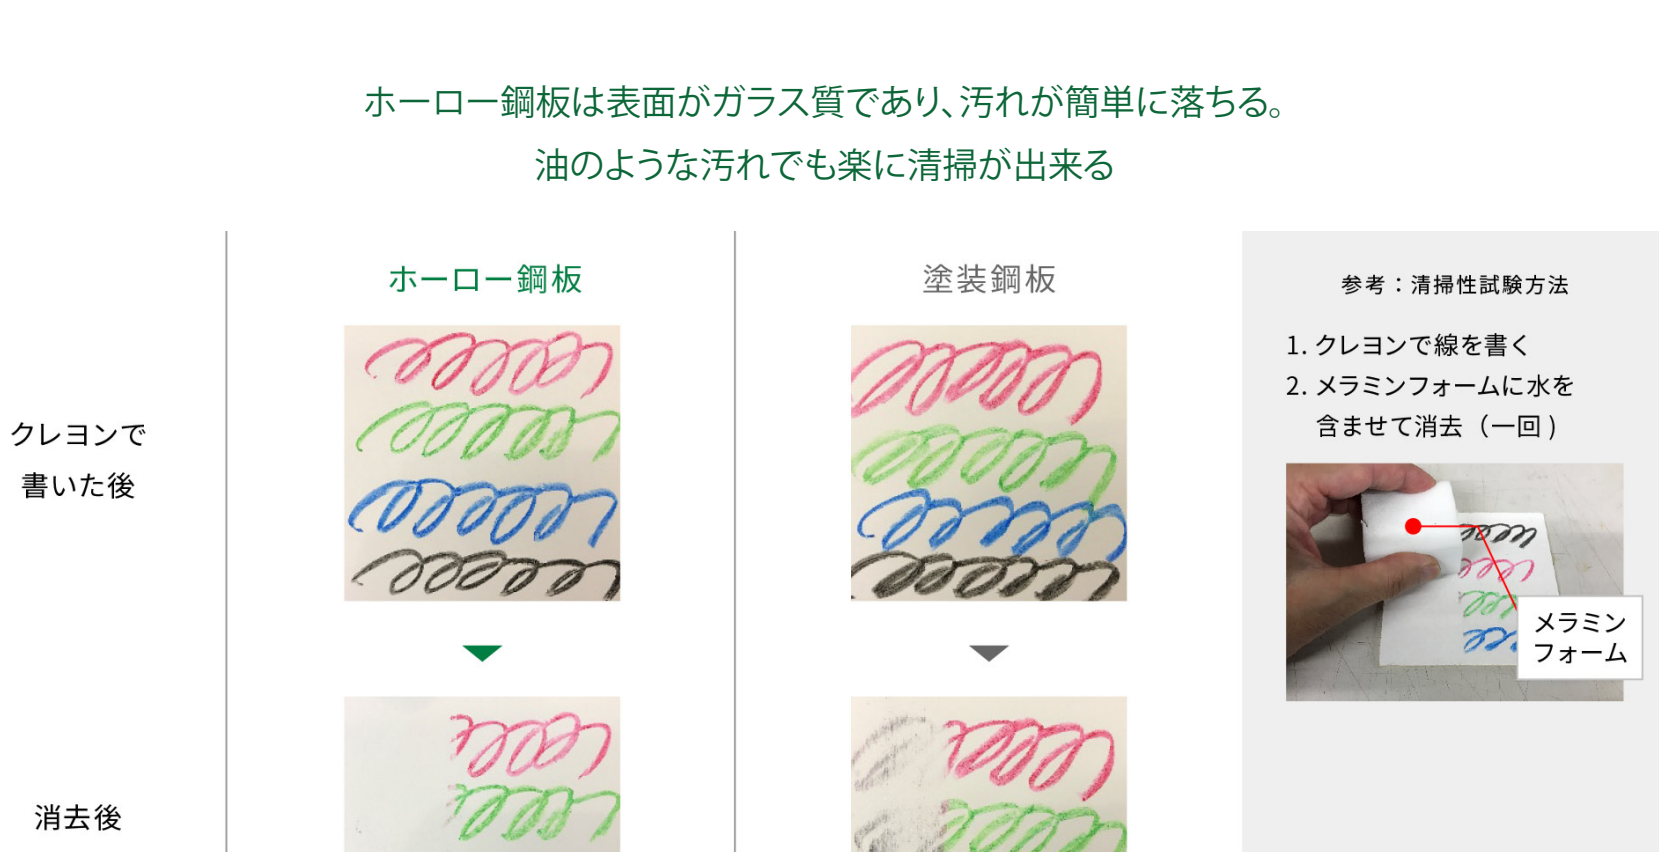 ホーロー鋼板は表面がガラス質であり、汚れが簡単に落ちる。
油のような汚れでも楽に清掃が出来る
ホーロー鋼板
塗装鋼板
クレヨンで
書いた後
消去後
参考：清掃性試験方法
1. クレヨンで線を書く
2. メラミンフォームに水を
含ませて消去（一回 )
メラミン
フォーム